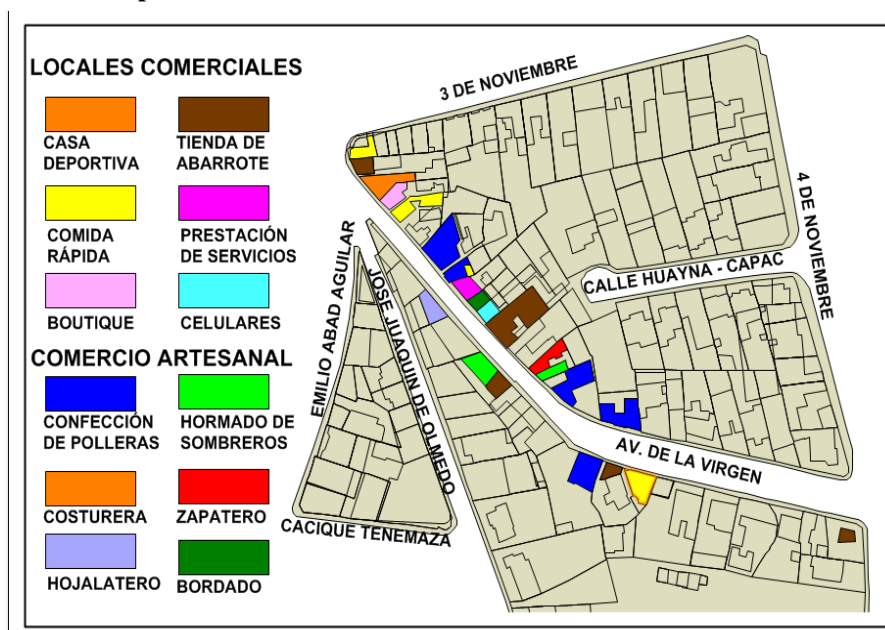 LOCALES COMERCIALES
CASA
DEPORTIVA
TIENDA DE
ABARROTE
COMIDA
RÁPIDA
PRESTACIÓN
DE SERVICIOS
BOUTIQUE
CELULARES
COMERCIO ARTESANAL
CONFECCIÓN
DE POLLERAS
HORMADO DE
SOMBREROS
COSTURERA
ZAPATERO
HOJALATERO
BORDADO
3 DE NOVIEMBRE
4 DE NOVIEMBRE
CALLE HUAYNA - CAPAC
EMILIO ABAD AGUILAR
JOSE JUAQUIN DE OLMEDO
AV. DE LA VIRGEN
CACIQUE TENEMAZA